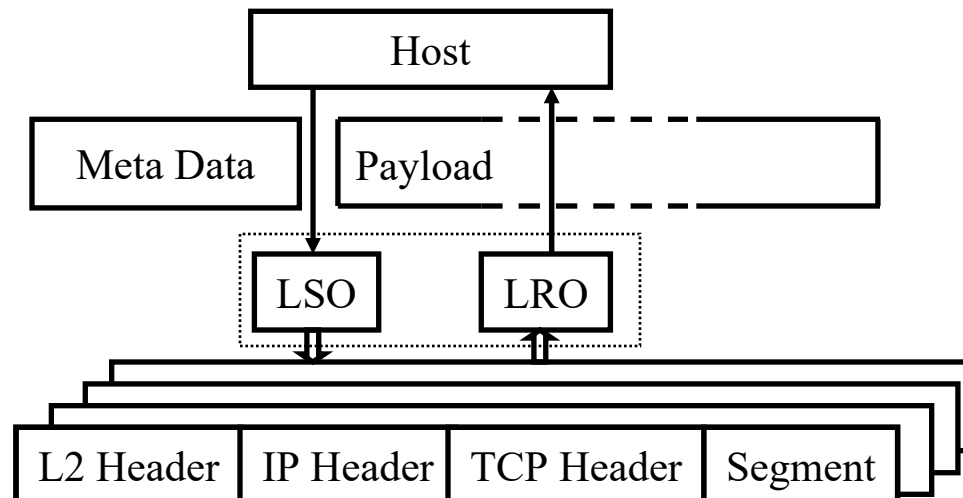 Host
Meta Data
Payload
LSO
LRO
L2 Header
IP Header
TCP Header
Segment